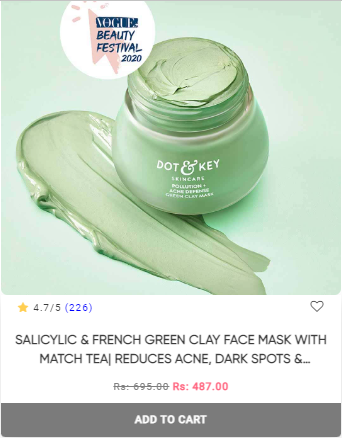 VOGUE
BEAUTY
FESTIVAL
2020
DOT & KEY
SKINCARE
POLLUTION +
ACNE DEFENSE
GREEN CLAY MASK
4.7/5 (226)
SALICYLIC & FRENCH GREEN CLAY FACE MASK WITH
MATCH TEA| REDUCES ACNE, DARK SPOTS &...
Rs: 695.00 Rs: 487.00
ADD TO CART